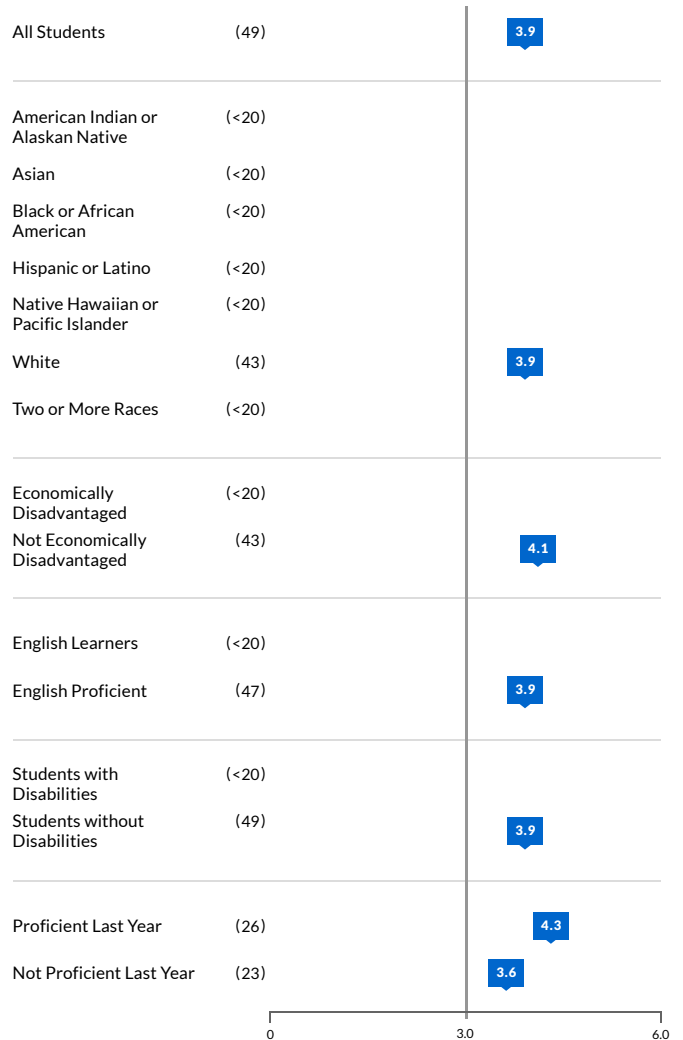 All Students (49) 3.9
American Indian or (<20)
Alaskan Native
Asian (<20)
Black or African (<20)
American
Hispanic or Latino (<20)
Native Hawaiian or (<20)
Pacific Islander
White (43) 3.9
Two or More Races (<20)
Economically (<20)
Disadvantaged
Not Economically (43) 4.1
Disadvantaged
English Learners (<20)
English Proficient (47) 3.9
Students with (<20)
Disabilities
Students without (49) 3.9
Disabilities
Proficient Last Year (26) 4.3
Not Proficient Last Year (23) 3.6
0 3.0 6.0